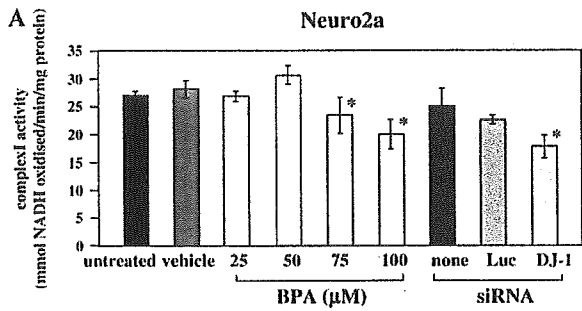 A
Neuro2a
complexI activity
(mmol NADH oxidised/min/mg protein)
35
30
25
20
15
10
5
0
*
*
*
untreated vehicle 25 50 75 100 none Luc DJ-1
BPA (μM) siRNA